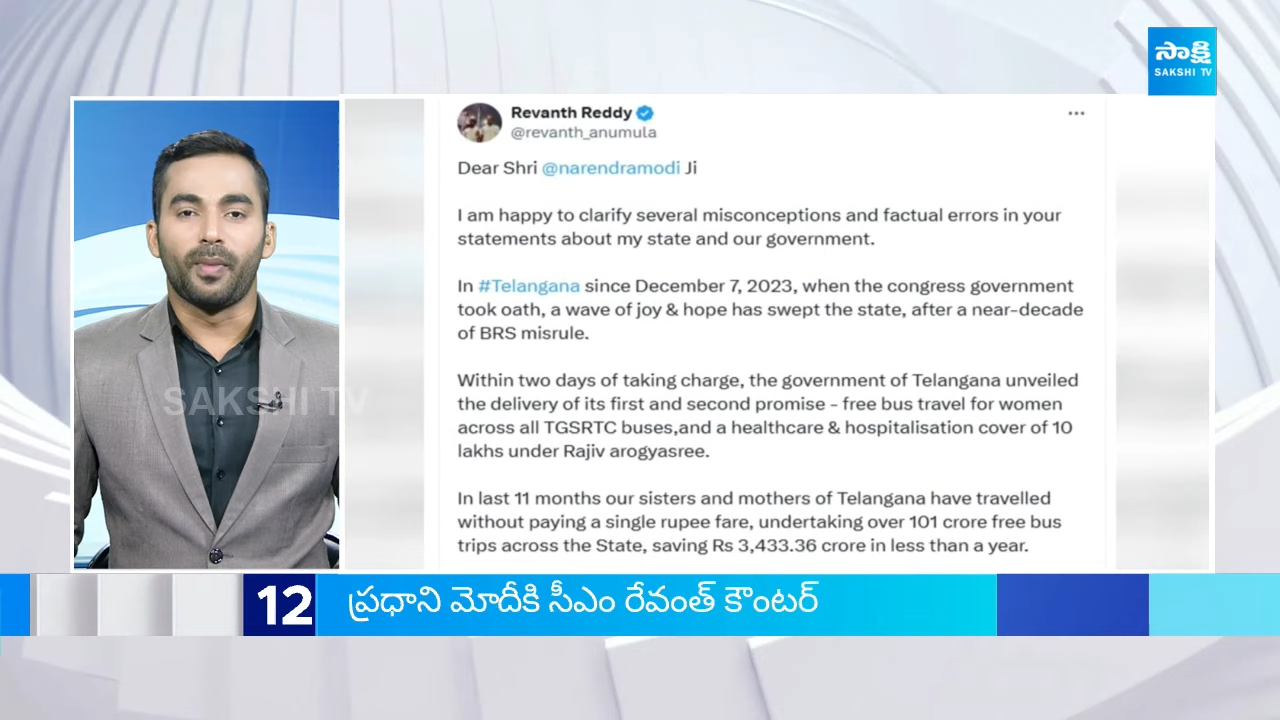 సాక్షి
SAKSHI TV
Revanth Reddy
@revanth_anumula
Dear Shri @narendramodi Ji
I am happy to clarify several misconceptions and factual errors in your
statements about my state and our government.
In #Telangana since December 7, 2023, when the congress government
took oath, a wave of joy & hope has swept the state, after a near-decade
of BRS misrule.
Within two days of taking charge, the government of Telangana unveiled
the delivery of its first and second promise - free bus travel for women
across all TGSRTC buses,and a healthcare & hospitalisation cover of 10
lakhs under Rajiv arogyasree.
In last 11 months our sisters and mothers of Telangana have travelled
without paying a single rupee fare, undertaking over 101 crore free bus
trips across the State, saving Rs 3,433.36 crore in less than a year.
SAKSHI TV
12 ప్రధాని మోదీకి సీఎం రేవంత్ కౌంటర్